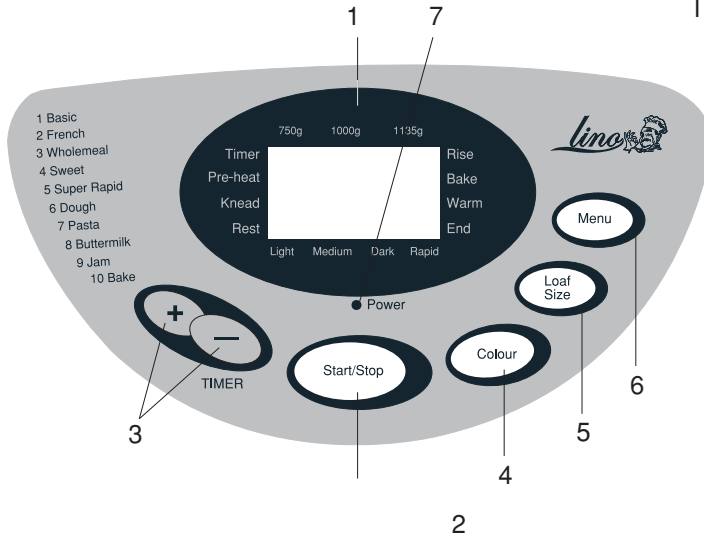 1 7
1 Basic
2 French
3 Wholemeal
4 Sweet
5 Super Rapid
6 Dough
7 Pasta
8 Buttermilk
9 Jam
10 Bake
750g 1000g 1135g
Timer Rise
Pre-heat Bake
Knead Warm
Rest End
Light Medium Dark Rapid
Power
lino
Menu
Loaf
Size
Colour
Start/Stop
+ −
TIMER
3
4
5
6
2